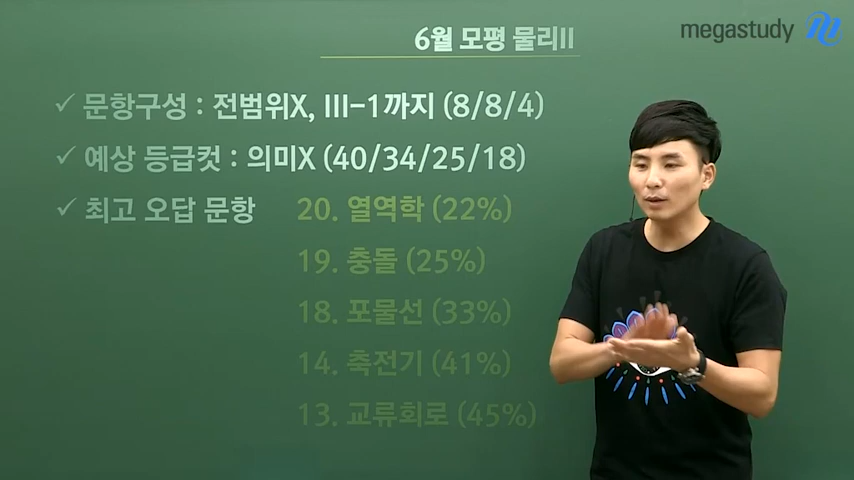 megastudy
6월 모평 물리II
✓ 문항구성 : 전범위X, III-1까지 (8/8/4)
✓ 예상 등급컷 : 의미X (40/34/25/18)
✓ 최고 오답 문항 20. 열역학 (22%)
19. 충돌 (25%)
18. 포물선 (33%)
14. 축전기 (41%)
13. 교류회로 (45%)